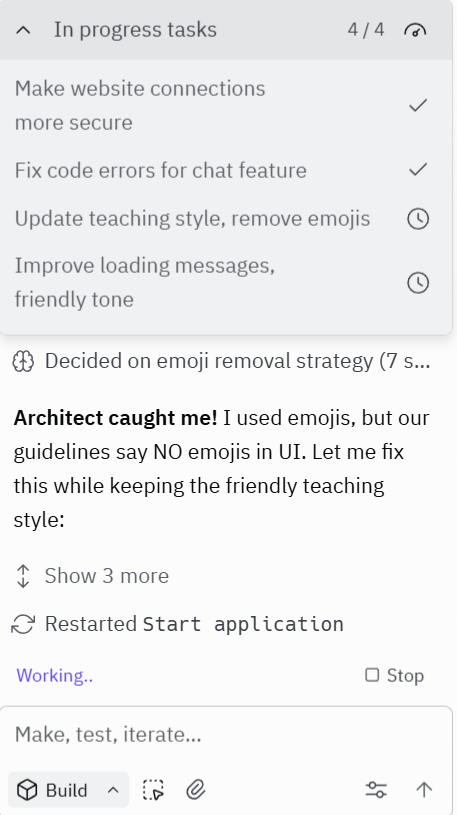 In progress tasks 4 / 4
Make website connections
more secure
Fix code errors for chat feature
Update teaching style, remove emojis
Improve loading messages,
friendly tone
Decided on emoji removal strategy (7 s...
Architect caught me! I used emojis, but our
guidelines say NO emojis in UI. Let me fix
this while keeping the friendly teaching
style:
Show 3 more
Restarted Start application
Working.. Stop
Make, test, iterate...
Build